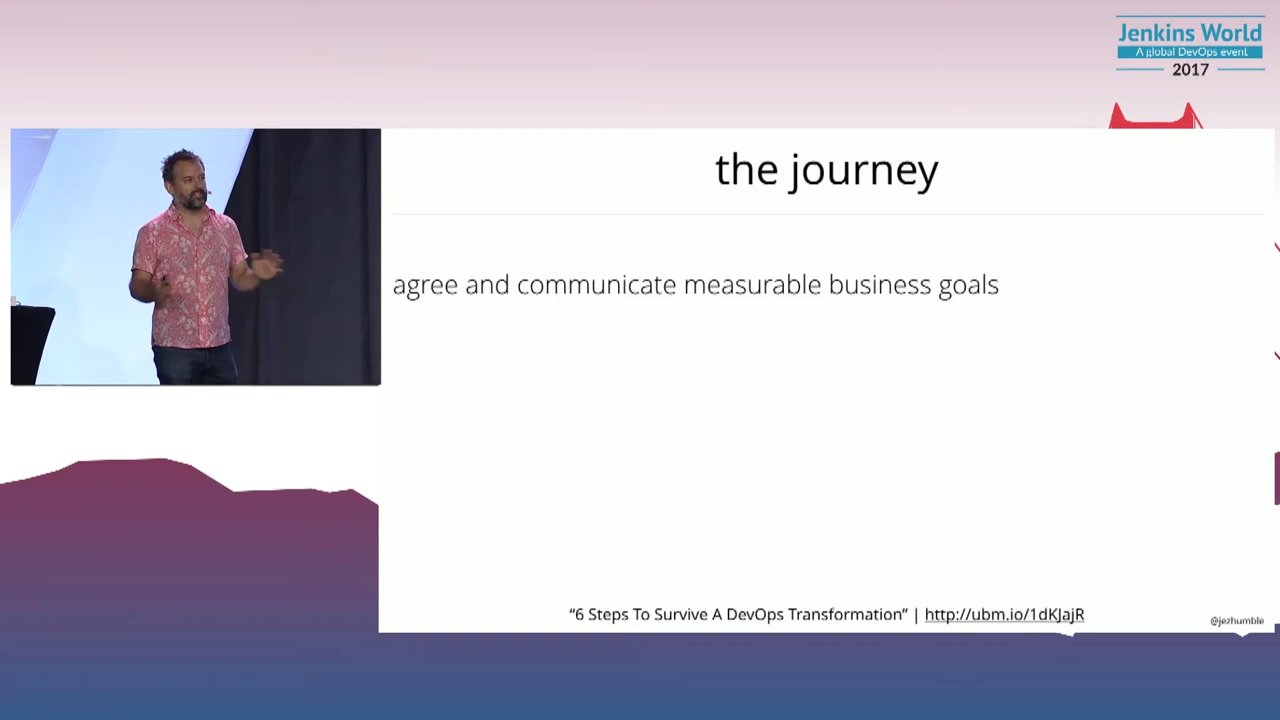 Jenkins World
A global DevOps event
2017
the journey
agree and communicate measurable business goals
“6 Steps To Survive A DevOps Transformation” | http://ubm.io/1dKJajR
@jezhumble